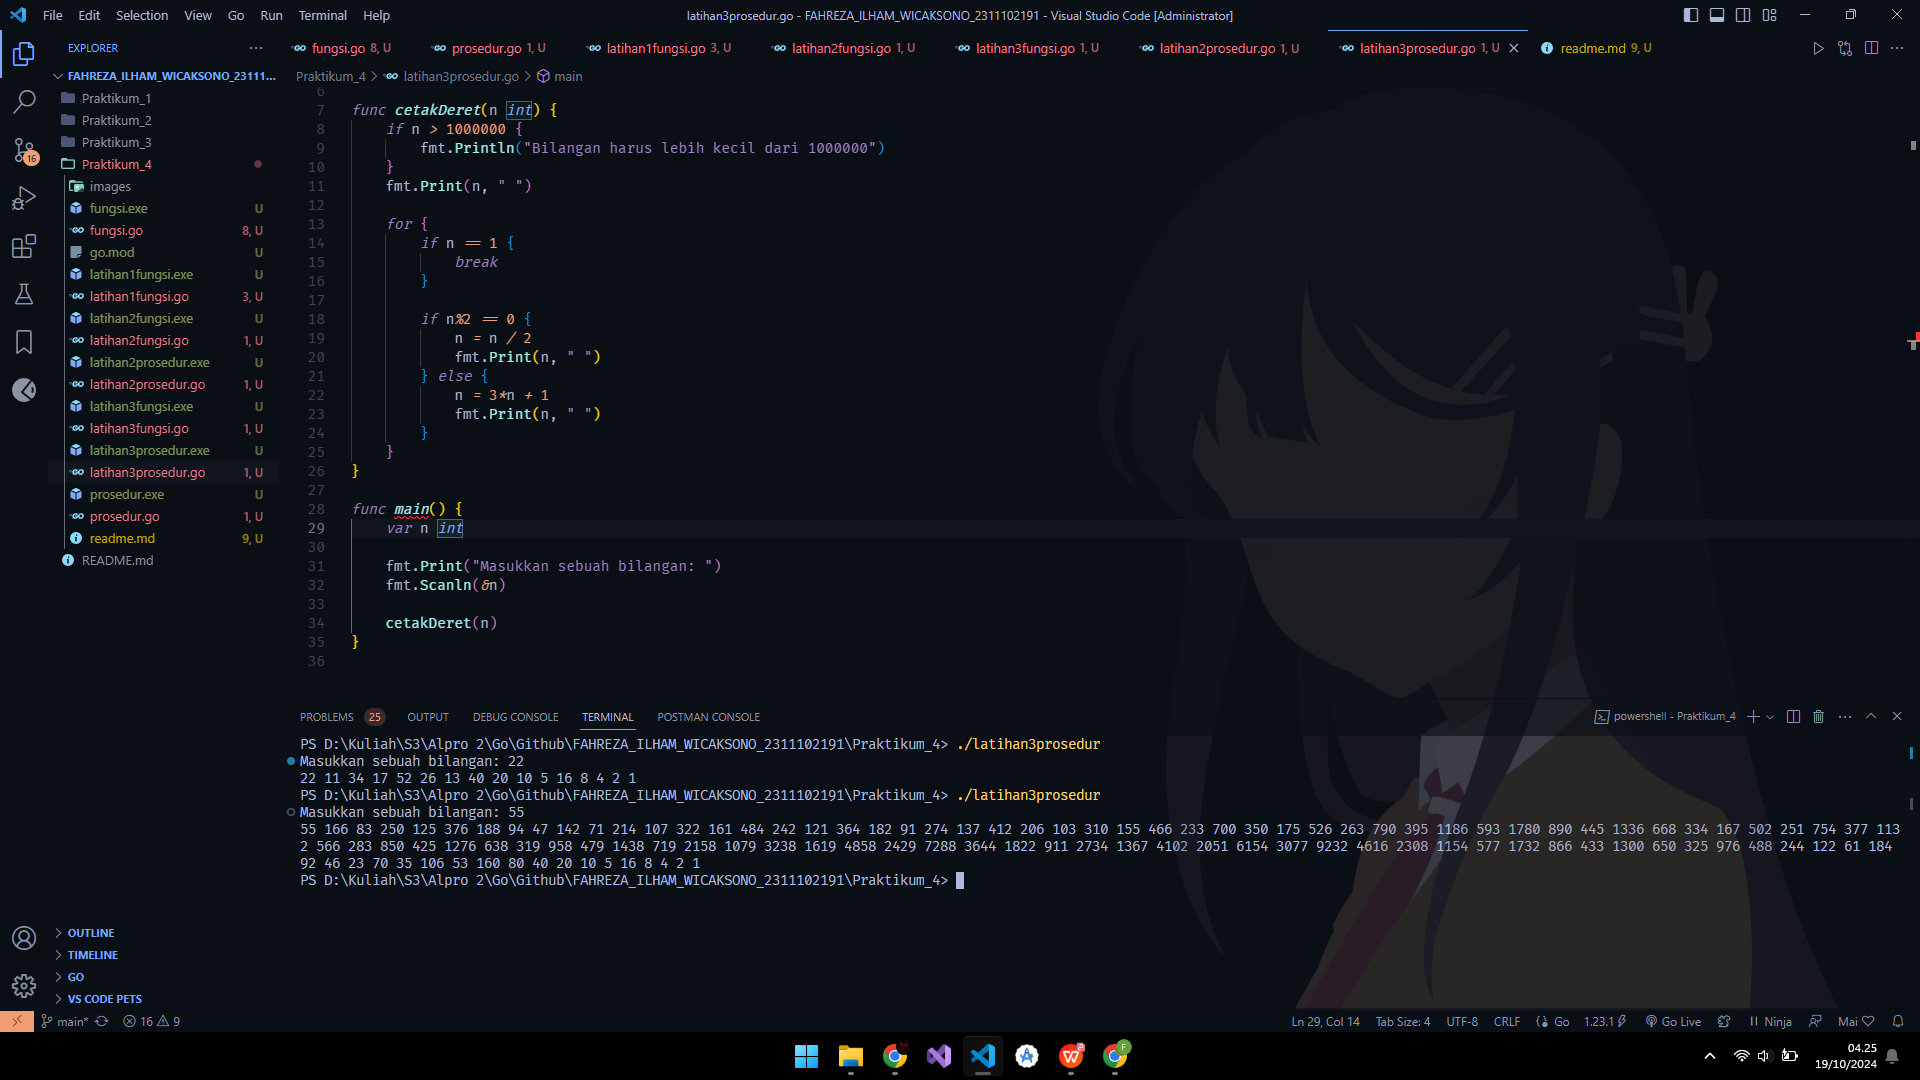 File Edit Selection View Go Run Terminal Help
latihan3prosedur.go - FAHREZA_ILHAM_WICAKSONO_2311102191 - Visual Studio Code [Administrator]
EXPLORER
fungsi.go 8, U
prosedur.go 1, U
latihan1fungsi.go 3, U
latihan2fungsi.go 1, U
latihan3fungsi.go 1, U
latihan2prosedur.go 1, U
latihan3prosedur.go 1, U
readme.md 9, U
FAHREZA_ILHAM_WICAKSONO_23111...
Praktikum_1
Praktikum_2
Praktikum_3
Praktikum_4
images
fungsi.exe U
fungsi.go 8, U
go.mod U
latihan1fungsi.exe U
latihan1fungsi.go 3, U
latihan2fungsi.exe U
latihan2fungsi.go 1, U
latihan2prosedur.exe U
latihan2prosedur.go 1, U
latihan3fungsi.exe U
latihan3fungsi.go 1, U
latihan3prosedur.exe U
latihan3prosedur.go 1, U
prosedur.exe U
prosedur.go 1, U
readme.md 9, U
README.md
Praktikum_4 > latihan3prosedur.go > main
6
7 func cetakDeret(n int) {
8 if n > 1000000 {
9 fmt.Println("Bilangan harus lebih kecil dari 1000000")
10 }
11 fmt.Print(n, " ")
12
13 for {
14 if n == 1 {
15 break
16 }
17
18 if n%2 == 0 {
19 n = n / 2
20 fmt.Print(n, " ")
21 } else {
22 n = 3*n + 1
23 fmt.Print(n, " ")
24 }
25 }
26 }
27
28 func main() {
29 var n int
30
31 fmt.Print("Masukkan sebuah bilangan: ")
32 fmt.Scanln(&n)
33
34 cetakDeret(n)
35 }
36
PROBLEMS 25 OUTPUT DEBUG CONSOLE TERMINAL POSTMAN CONSOLE
powershell - Praktikum_4
PS D:\Kuliah\S3\Alpro 2\Go\Github\FAHREZA_ILHAM_WICAKSONO_2311102191\Praktikum_4> ./latihan3prosedur
Masukkan sebuah bilangan: 22
22 11 34 17 52 26 13 40 20 10 5 16 8 4 2 1
PS D:\Kuliah\S3\Alpro 2\Go\Github\FAHREZA_ILHAM_WICAKSONO_2311102191\Praktikum_4> ./latihan3prosedur
Masukkan sebuah bilangan: 55
55 166 83 250 125 376 188 94 47 142 71 214 107 322 161 484 242 121 364 182 91 274 137 412 206 103 310 155 466 233 700 350 175 526 263 790 395 1186 593 1780 890 445 1336 668 334 167 502 251 754 377 113
2 566 283 850 425 1276 638 319 958 479 1438 719 2158 1079 3238 1619 4858 2429 7288 3644 1822 911 2734 1367 4102 2051 6154 3077 9232 4616 2308 1154 577 1732 866 433 1300 650 325 976 488 244 122 61 184
92 46 23 70 35 106 53 160 80 40 20 10 5 16 8 4 2 1
PS D:\Kuliah\S3\Alpro 2\Go\Github\FAHREZA_ILHAM_WICAKSONO_2311102191\Praktikum_4>
OUTLINE
TIMELINE
GO
VS CODE PETS
16
main* 16 9
Ln 29, Col 14 Tab Size: 4 UTF-8 CRLF Go 1.23.1 Go Live Ninja Mai
F
04.25
19/10/2024